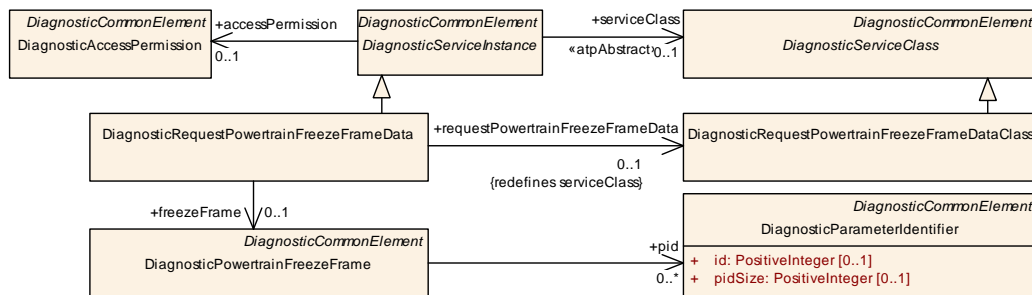 DiagnosticCommonElement
DiagnosticAccessPermission
+accessPermission
0..1
DiagnosticCommonElement
DiagnosticServiceInstance
+serviceClass
«atpAbstract»
0..1
DiagnosticCommonElement
DiagnosticServiceClass
DiagnosticRequestPowertrainFreezeFrameData
+requestPowertrainFreezeFrameData
0..1
{redefines serviceClass}
DiagnosticRequestPowertrainFreezeFrameDataClass
+freezeFrame
0..1
DiagnosticCommonElement
DiagnosticPowertrainFreezeFrame
+pid
0..*
DiagnosticCommonElement
DiagnosticParameterIdentifier
+ id: PositiveInteger [0..1]
+ pidSize: PositiveInteger [0..1]